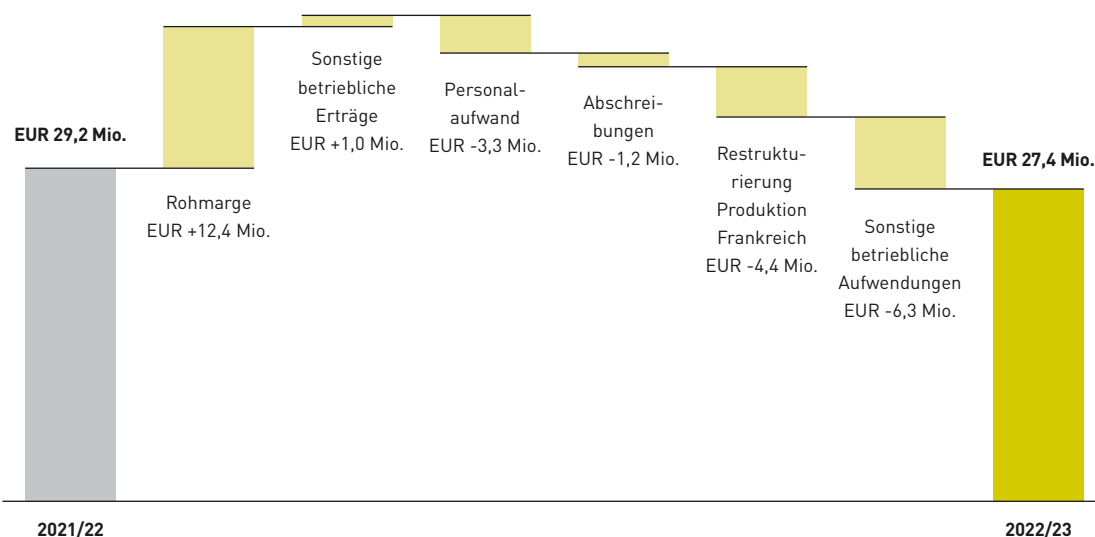 EUR 29,2 Mio.
Rohmarge
EUR +12,4 Mio.
Sonstige
betriebliche
Erträge
EUR +1,0 Mio.
Personal-
aufwand
EUR -3,3 Mio.
Abschrei-
bungen
EUR -1,2 Mio.
Restruktu-
rierung
Produktion
Frankreich
EUR -4,4 Mio.
Sonstige
betriebliche
Aufwendungen
EUR -6,3 Mio.
EUR 27,4 Mio.
2021/22
2022/23